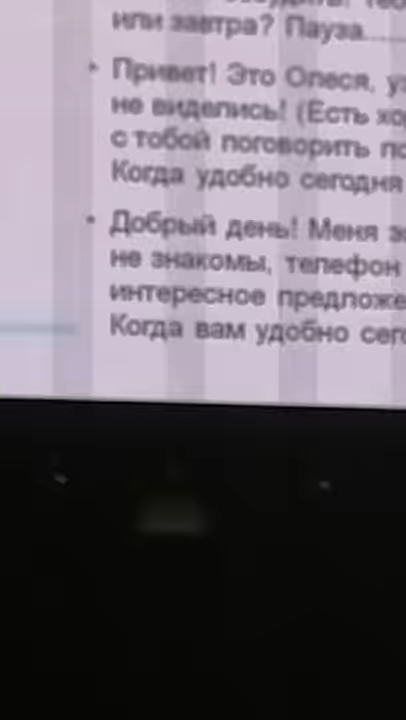 или завтра? Пауза.....
• Привет! Это Олеся,
не виделись! (Есть
с тобой поговорить
Когда удобно сегодня
• Добрый день! Меня
не знакомы, телефон
интересное
Когда вам удобно